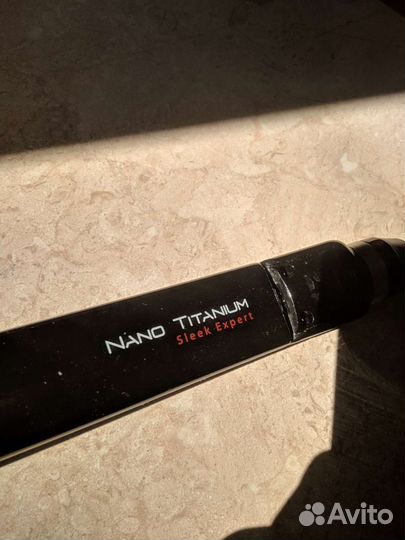 Nano Titanium
Sleek Expert
Avito